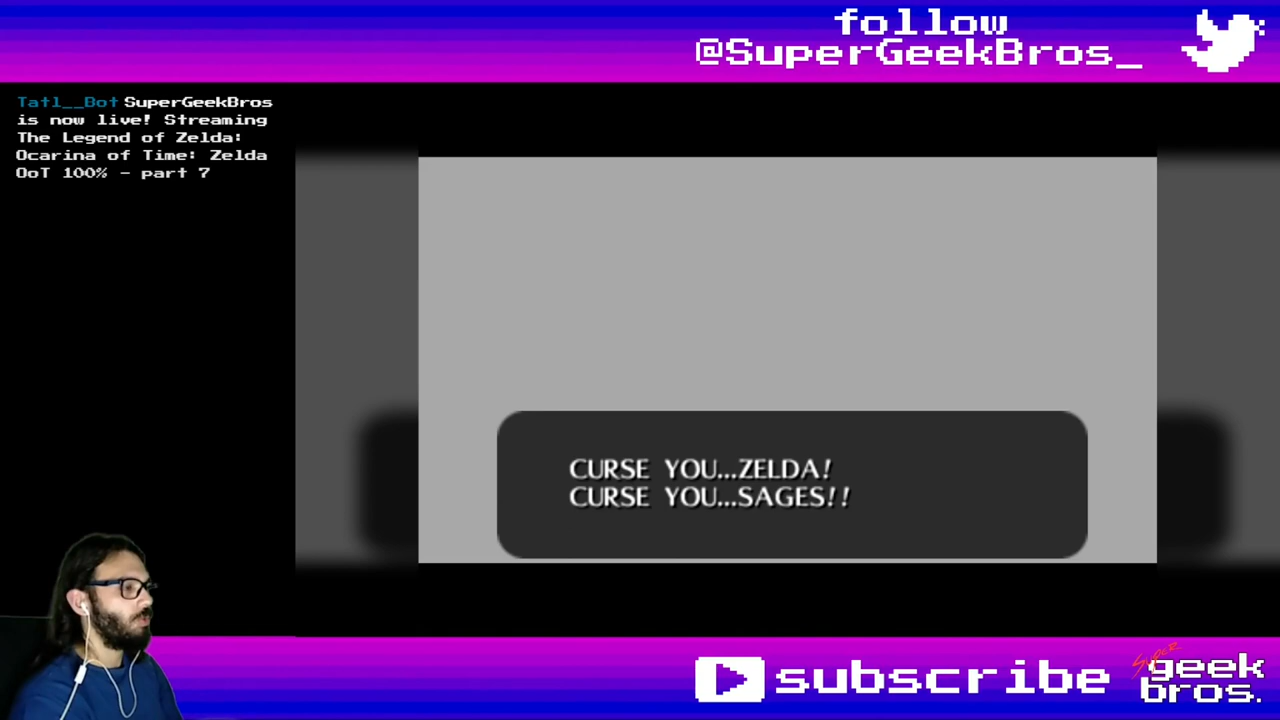 follow
@SuperGeekBros_
Tatl__Bot SuperGeekBros
is now live! Streaming
The Legend of Zelda:
Ocarina of Time: Zelda
OoT 100% - part 7
CURSE YOU...ZELDA!
CURSE YOU...SAGES!!
subscribe
Super
geek
bros.